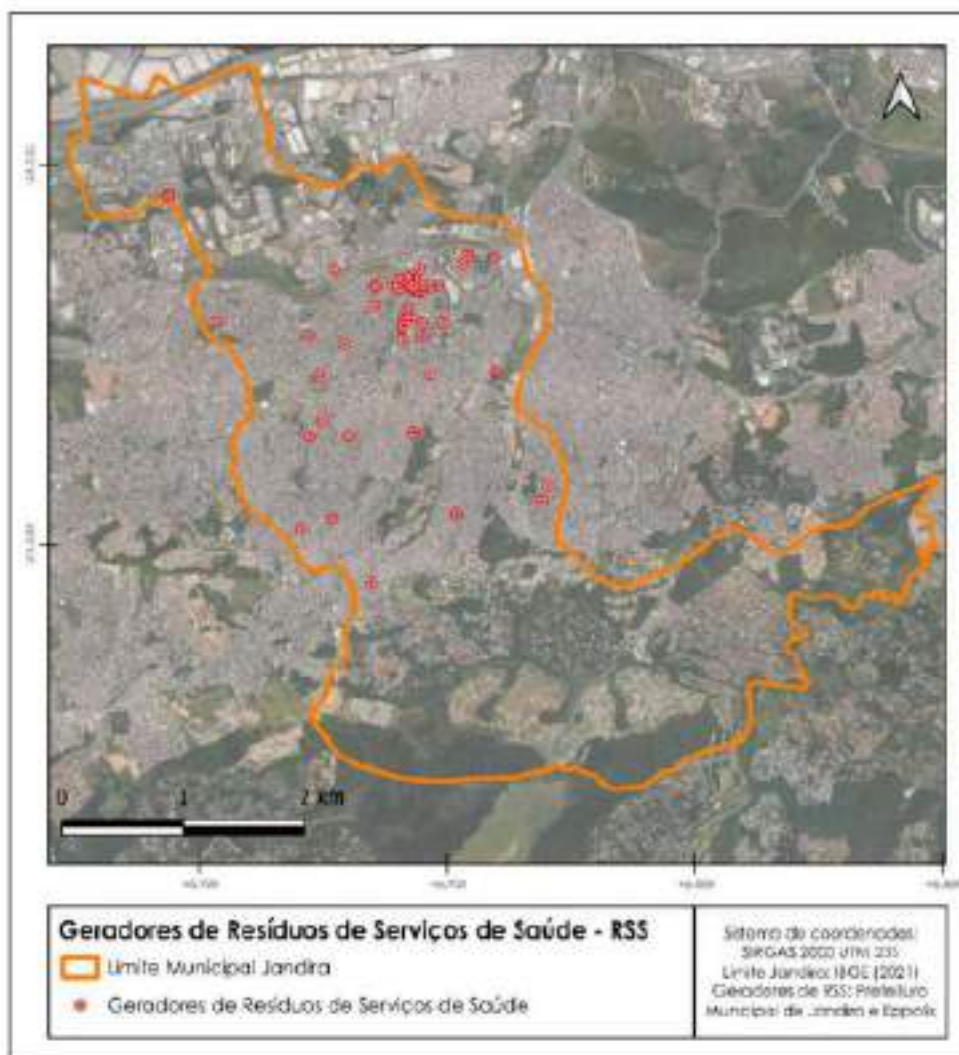 0 1 2 km
Geradores de Resíduos de Serviços de Saúde - RSS
Limite Municipal Jandira
Geradores de Resíduos de Serviços de Saúde
Sistema de coordenadas:
SIRGAS 2000 UTM 23S
Limite Jandira: IBGE (2021)
Geradores de RSS: Prefeitura
Municipal de Jandira e Eppolix